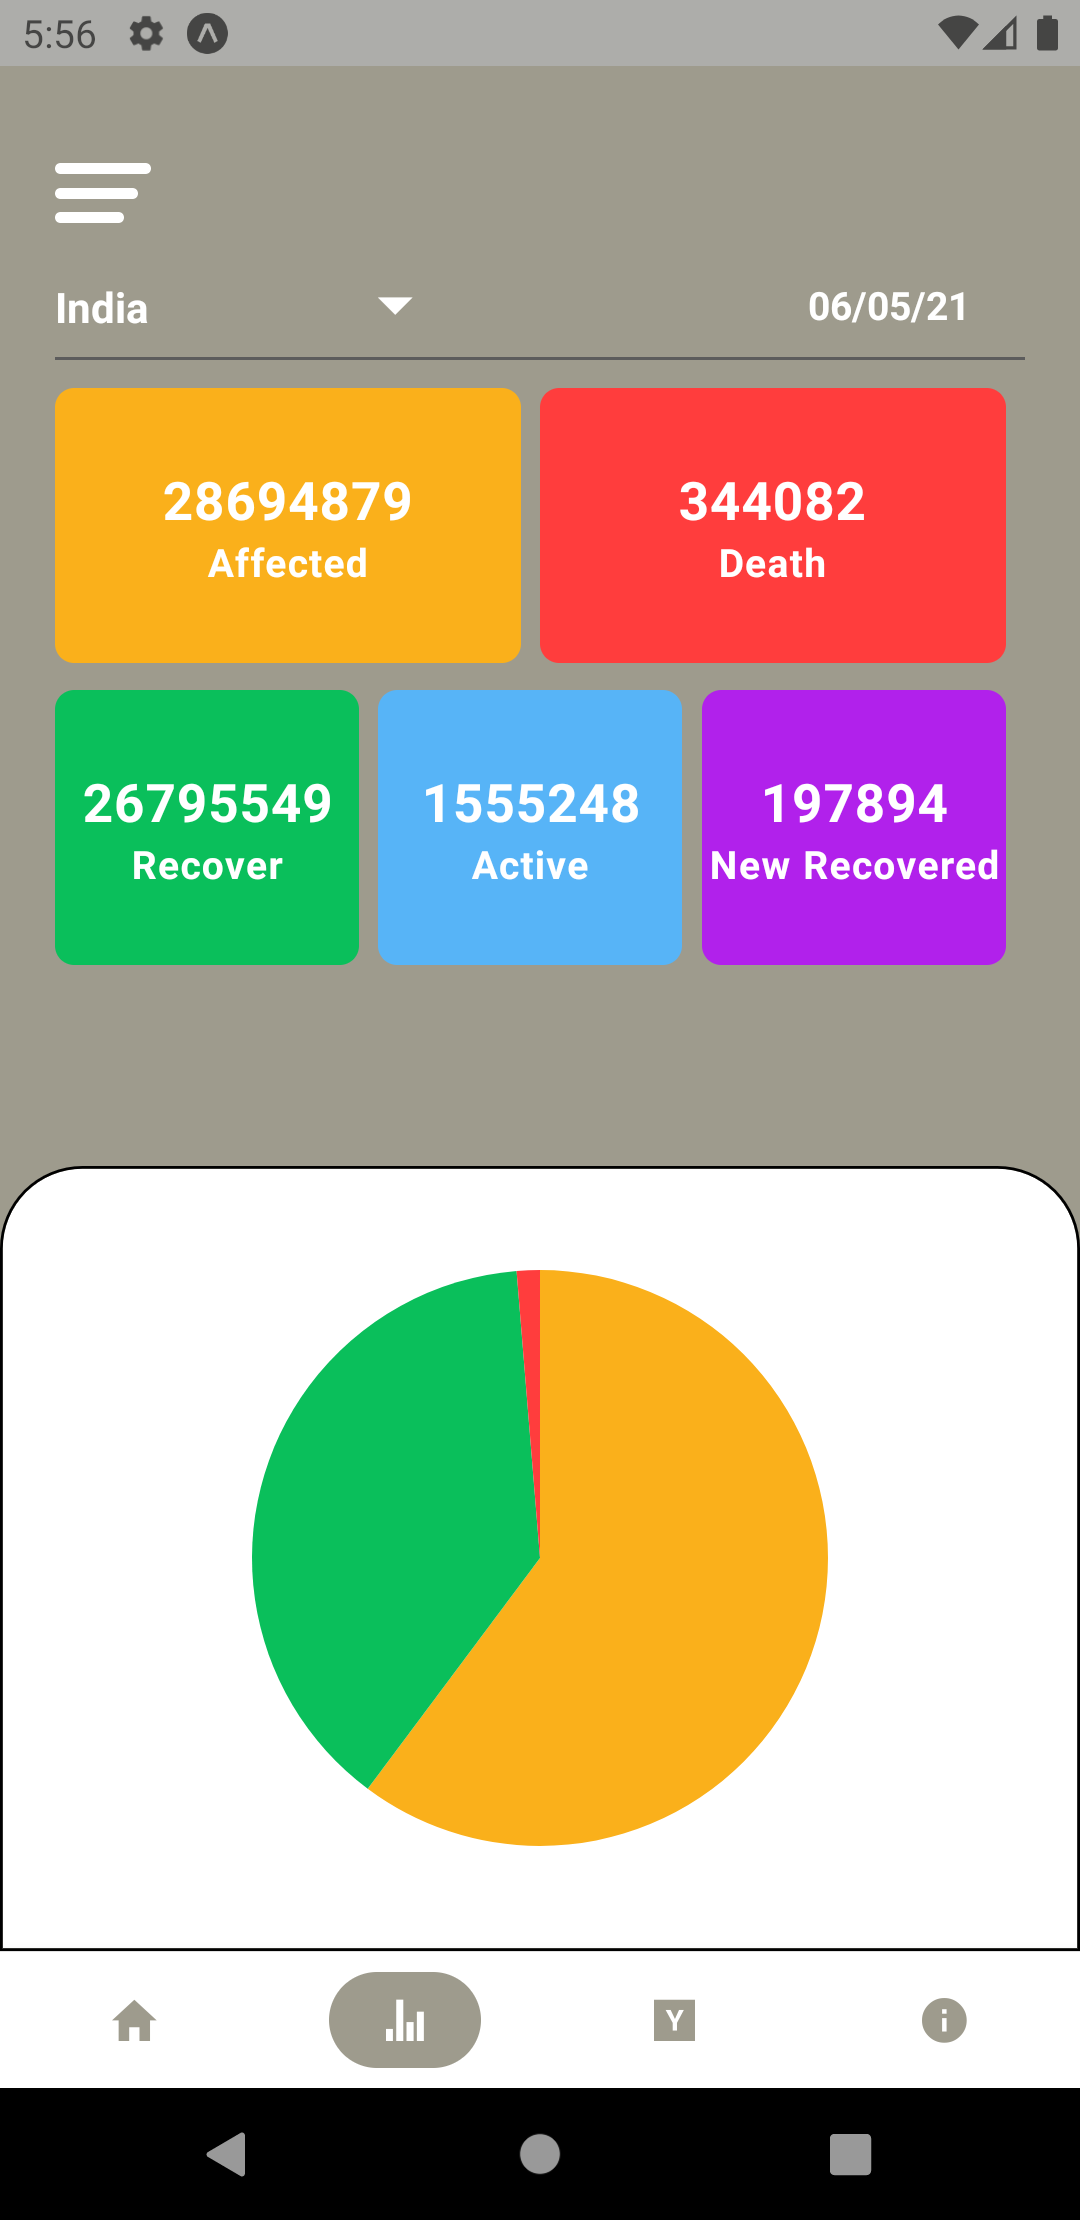 5:56
India
06/05/21
28694879
Affected
344082
Death
26795549
Recover
1555248
Active
197894
New Recovered
Y